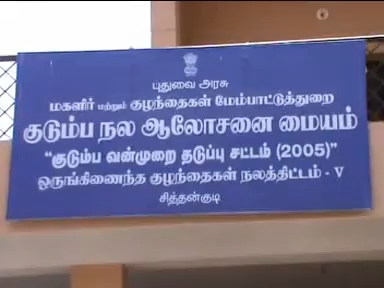 புதுவை அரசு
மகளிர் மற்றும் குழந்தைகள் மேம்பாட்டுத்துறை
குடும்ப நல ஆலோசனை மையம்
“குடும்ப வன்முறை தடுப்பு சட்டம் (2005)”
ஒருங்கிணைந்த குழந்தைகள் நலத்திட்டம் - V
சித்தன்குடி